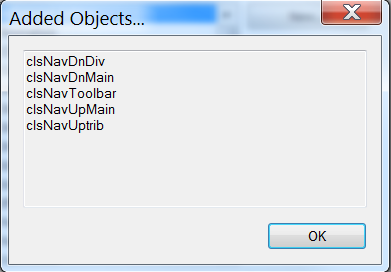 Added Objects...
clsNavDnDiv
clsNavDnMain
clsNavToolbar
clsNavUpMain
clsNavUptrib
OK